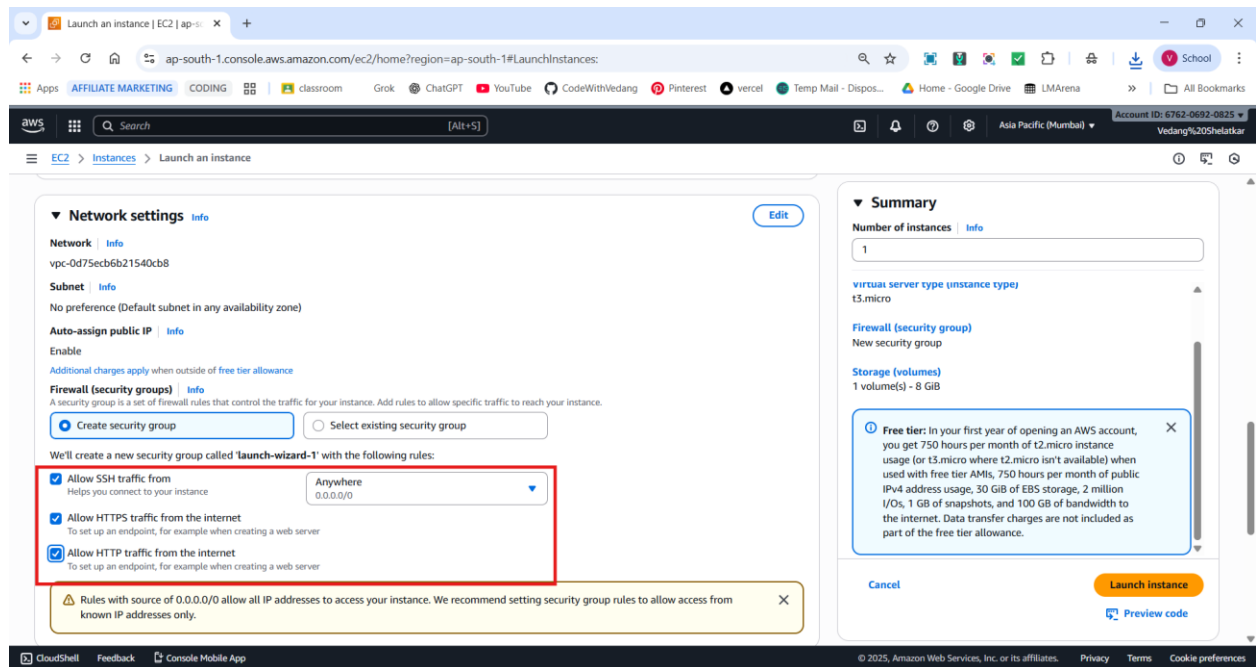 Launch an instance | EC2 | ap-s
ap-south-1.console.aws.amazon.com/ec2/home?region=ap-south-1#LaunchInstances:
V School
Apps AFFILIATE MARKETING CODING classroom Grok ChatGPT YouTube CodeWithVedang Pinterest vercel Temp Mail - Dispos... Home - Google Drive LMArena » All Bookmarks
aws Search [Alt+S] Asia Pacific (Mumbai) Account ID: 6762-0692-0825
Vedang%20Shelatkar
EC2 > Instances > Launch an instance
Network settings Info
Edit
Network Info
vpc-0d75ecb6b21540cb8
Subnet Info
No preference (Default subnet in any availability zone)
Auto-assign public IP Info
Enable
Additional charges apply when outside of free tier allowance
Firewall (security groups) Info
A security group is a set of firewall rules that control the traffic for your instance. Add rules to allow specific traffic to reach your instance.
Create security group
Select existing security group
We'll create a new security group called 'launch-wizard-1' with the following rules:
Allow SSH traffic from
Helps you connect to your instance
Anywhere
0.0.0.0/0
Allow HTTPS traffic from the internet
To set up an endpoint, for example when creating a web server
Allow HTTP traffic from the internet
To set up an endpoint, for example when creating a web server
Rules with source of 0.0.0.0/0 allow all IP addresses to access your instance. We recommend setting security group rules to allow access from
known IP addresses only.
Summary
Number of instances Info
1
Virtual server type (instance type)
t3.micro
Firewall (security group)
New security group
Storage (volumes)
1 volume(s) - 8 GiB
Free tier: In your first year of opening an AWS account,
you get 750 hours per month of t2.micro instance
usage (or t3.micro where t2.micro isn't available) when
used with free tier AMIs, 750 hours per month of public
IPv4 address usage, 30 GiB of EBS storage, 2 million
I/Os, 1 GB of snapshots, and 100 GB of bandwidth to
the internet. Data transfer charges are not included as
part of the free tier allowance.
Cancel
Launch instance
Preview code
CloudShell Feedback Console Mobile App © 2025, Amazon Web Services, Inc. or its affiliates. Privacy Terms Cookie preferences